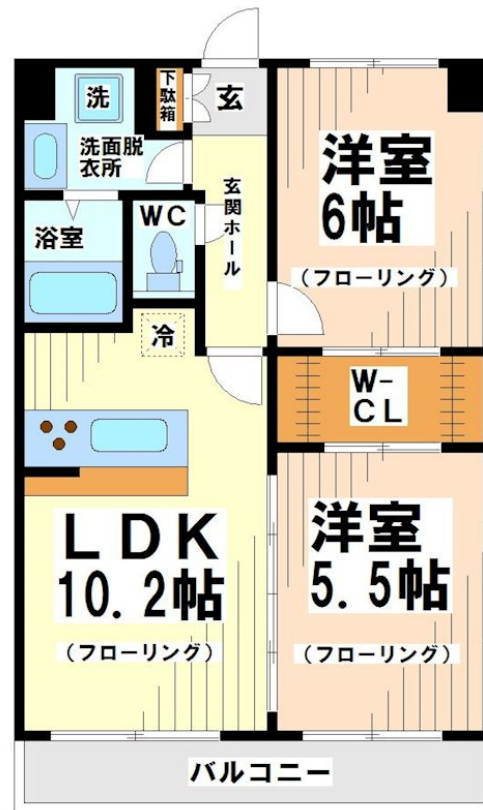 洗
下駄箱
玄
洗面脱
衣所
玄関ホール
WC
浴室
洋室
6帖
(フローリング)
冷
W-
CL
LDK
10.2帖
(フローリング)
洋室
5.5帖
(フローリング)
バルコニー